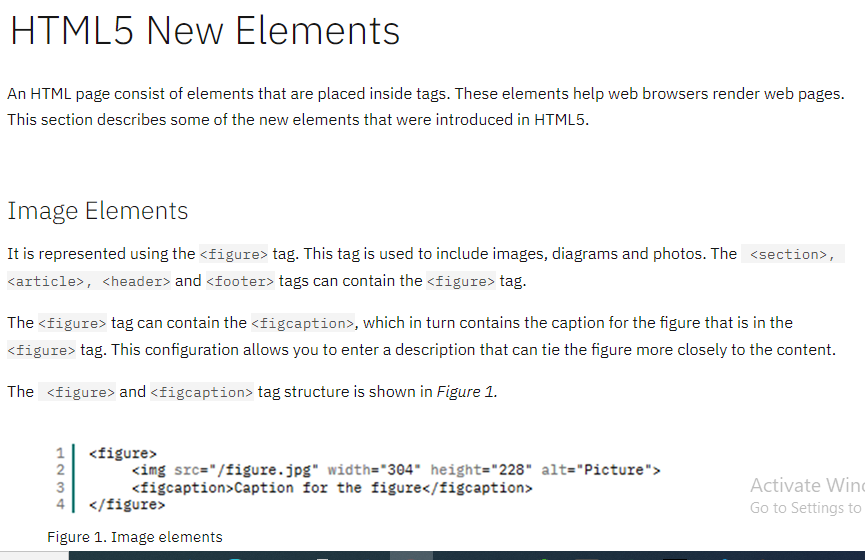 HTML5 New Elements
An HTML page consist of elements that are placed inside tags. These elements help web browsers render web pages.
This section describes some of the new elements that were introduced in HTML5.
Image Elements
It is represented using the <figure> tag. This tag is used to include images, diagrams and photos. The <section>,
<article>, <header> and <footer> tags can contain the <figure> tag.
The <figure> tag can contain the <figcaption>, which in turn contains the caption for the figure that is in the
<figure> tag. This configuration allows you to enter a description that can tie the figure more closely to the content.
The <figure> and <figcaption> tag structure is shown in Figure 1.
1 <figure>
2 <img src="/figure.jpg" width="304" height="228" alt="Picture">
3 <figcaption>Caption for the figure</figcaption>
4 </figure>
Activate Win
Go to Settings to
Figure 1. Image elements